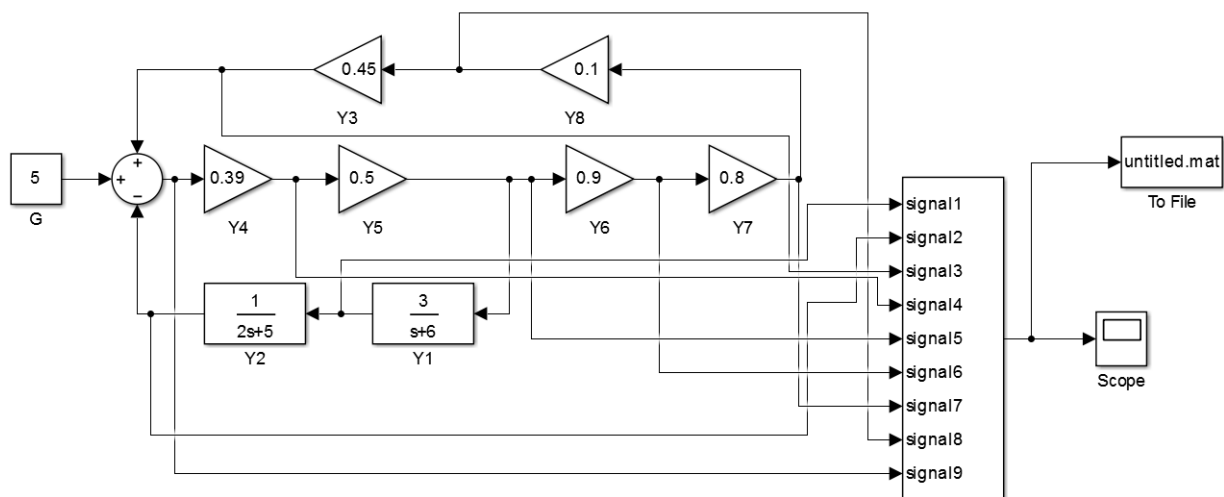 0.45
0.1
Y3
Y8
+
5
+
−
0.39
0.5
0.9
0.8
untitled.mat
G
Y4
Y5
Y6
Y7
To File
signal1
signal2
signal3
signal4
signal5
signal6
signal7
signal8
signal9
1
2s+5
Y2
3
s+6
Y1
Scope